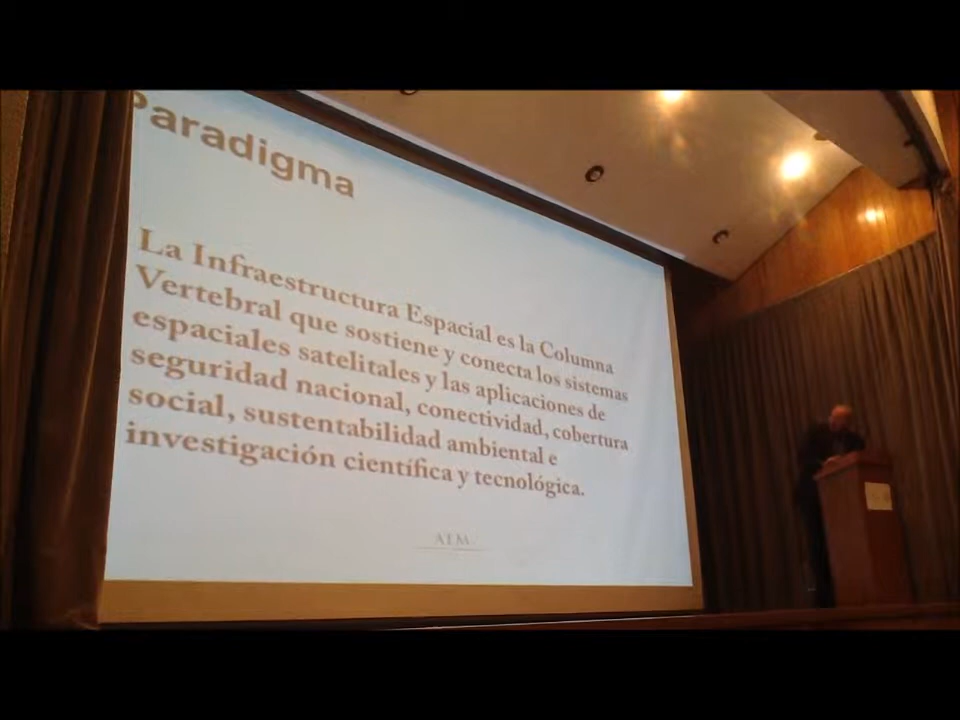 Paradigma
La Infraestructura Espacial es la Columna
Vertebral que sostiene y conecta los sistemas
espaciales satelitales y las aplicaciones de
seguridad nacional, conectividad, cobertura
social, sustentabilidad ambiental e
investigación científica y tecnológica.
AEM